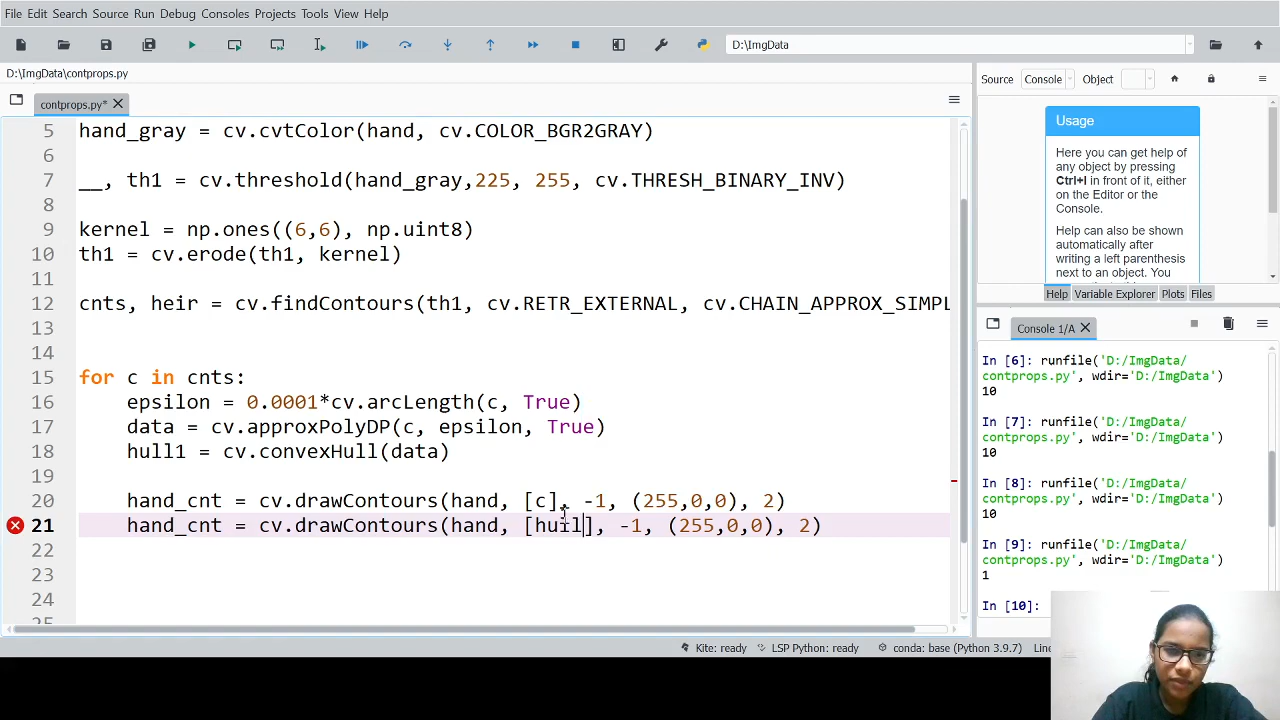 File Edit Search Source Run Debug Consoles Projects Tools View Help
D:\ImgData
D:\ImgData\contprops.py
contprops.py*
5 hand_gray = cv.cvtColor(hand, cv.COLOR_BGR2GRAY)
6
7 __, th1 = cv.threshold(hand_gray,225, 255, cv.THRESH_BINARY_INV)
8
9 kernel = np.ones((6,6), np.uint8)
10 th1 = cv.erode(th1, kernel)
11
12 cnts, heir = cv.findContours(th1, cv.RETR_EXTERNAL, cv.CHAIN_APPROX_SIMPL
13
14
15 for c in cnts:
16 epsilon = 0.0001*cv.arcLength(c, True)
17 data = cv.approxPolyDP(c, epsilon, True)
18 hull1 = cv.convexHull(data)
19
20 hand_cnt = cv.drawContours(hand, [c], -1, (255,0,0), 2)
21 hand_cnt = cv.drawContours(hand, [huil], -1, (255,0,0), 2)
22
23
24
25
Source Console Object
Usage
Here you can get help of
any object by pressing
Ctrl+I in front of it, either
on the Editor or the
Console.
Help can also be shown
automatically after
writing a left parenthesis
next to an object. You
Help Variable Explorer Plots Files
Console 1/A
In [6]: runfile('D:/ImgData/
contprops.py', wdir='D:/ImgData')
10
In [7]: runfile('D:/ImgData/
contprops.py', wdir='D:/ImgData')
10
In [8]: runfile('D:/ImgData/
contprops.py', wdir='D:/ImgData')
10
In [9]: runfile('D:/ImgData/
contprops.py', wdir='D:/ImgData')
1
In [10]:
Kite: ready LSP Python: ready conda: base (Python 3.9.7) Line